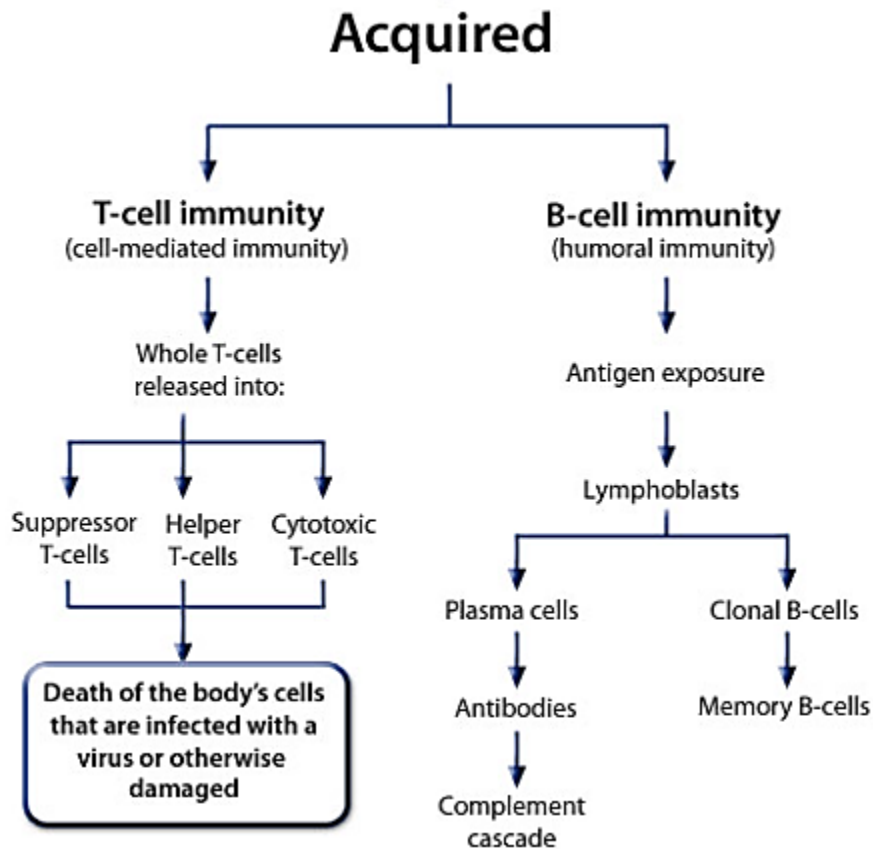 Acquired
T-cell immunity
(cell-mediated immunity)
Whole T-cells
released into:
Suppressor
T-cells
Helper
T-cells
Cytotoxic
T-cells
Death of the body's cells
that are infected with a
virus or otherwise
damaged
B-cell immunity
(humoral immunity)
Antigen exposure
Lymphoblasts
Plasma cells
Antibodies
Complement
cascade
Clonal B-cells
Memory B-cells